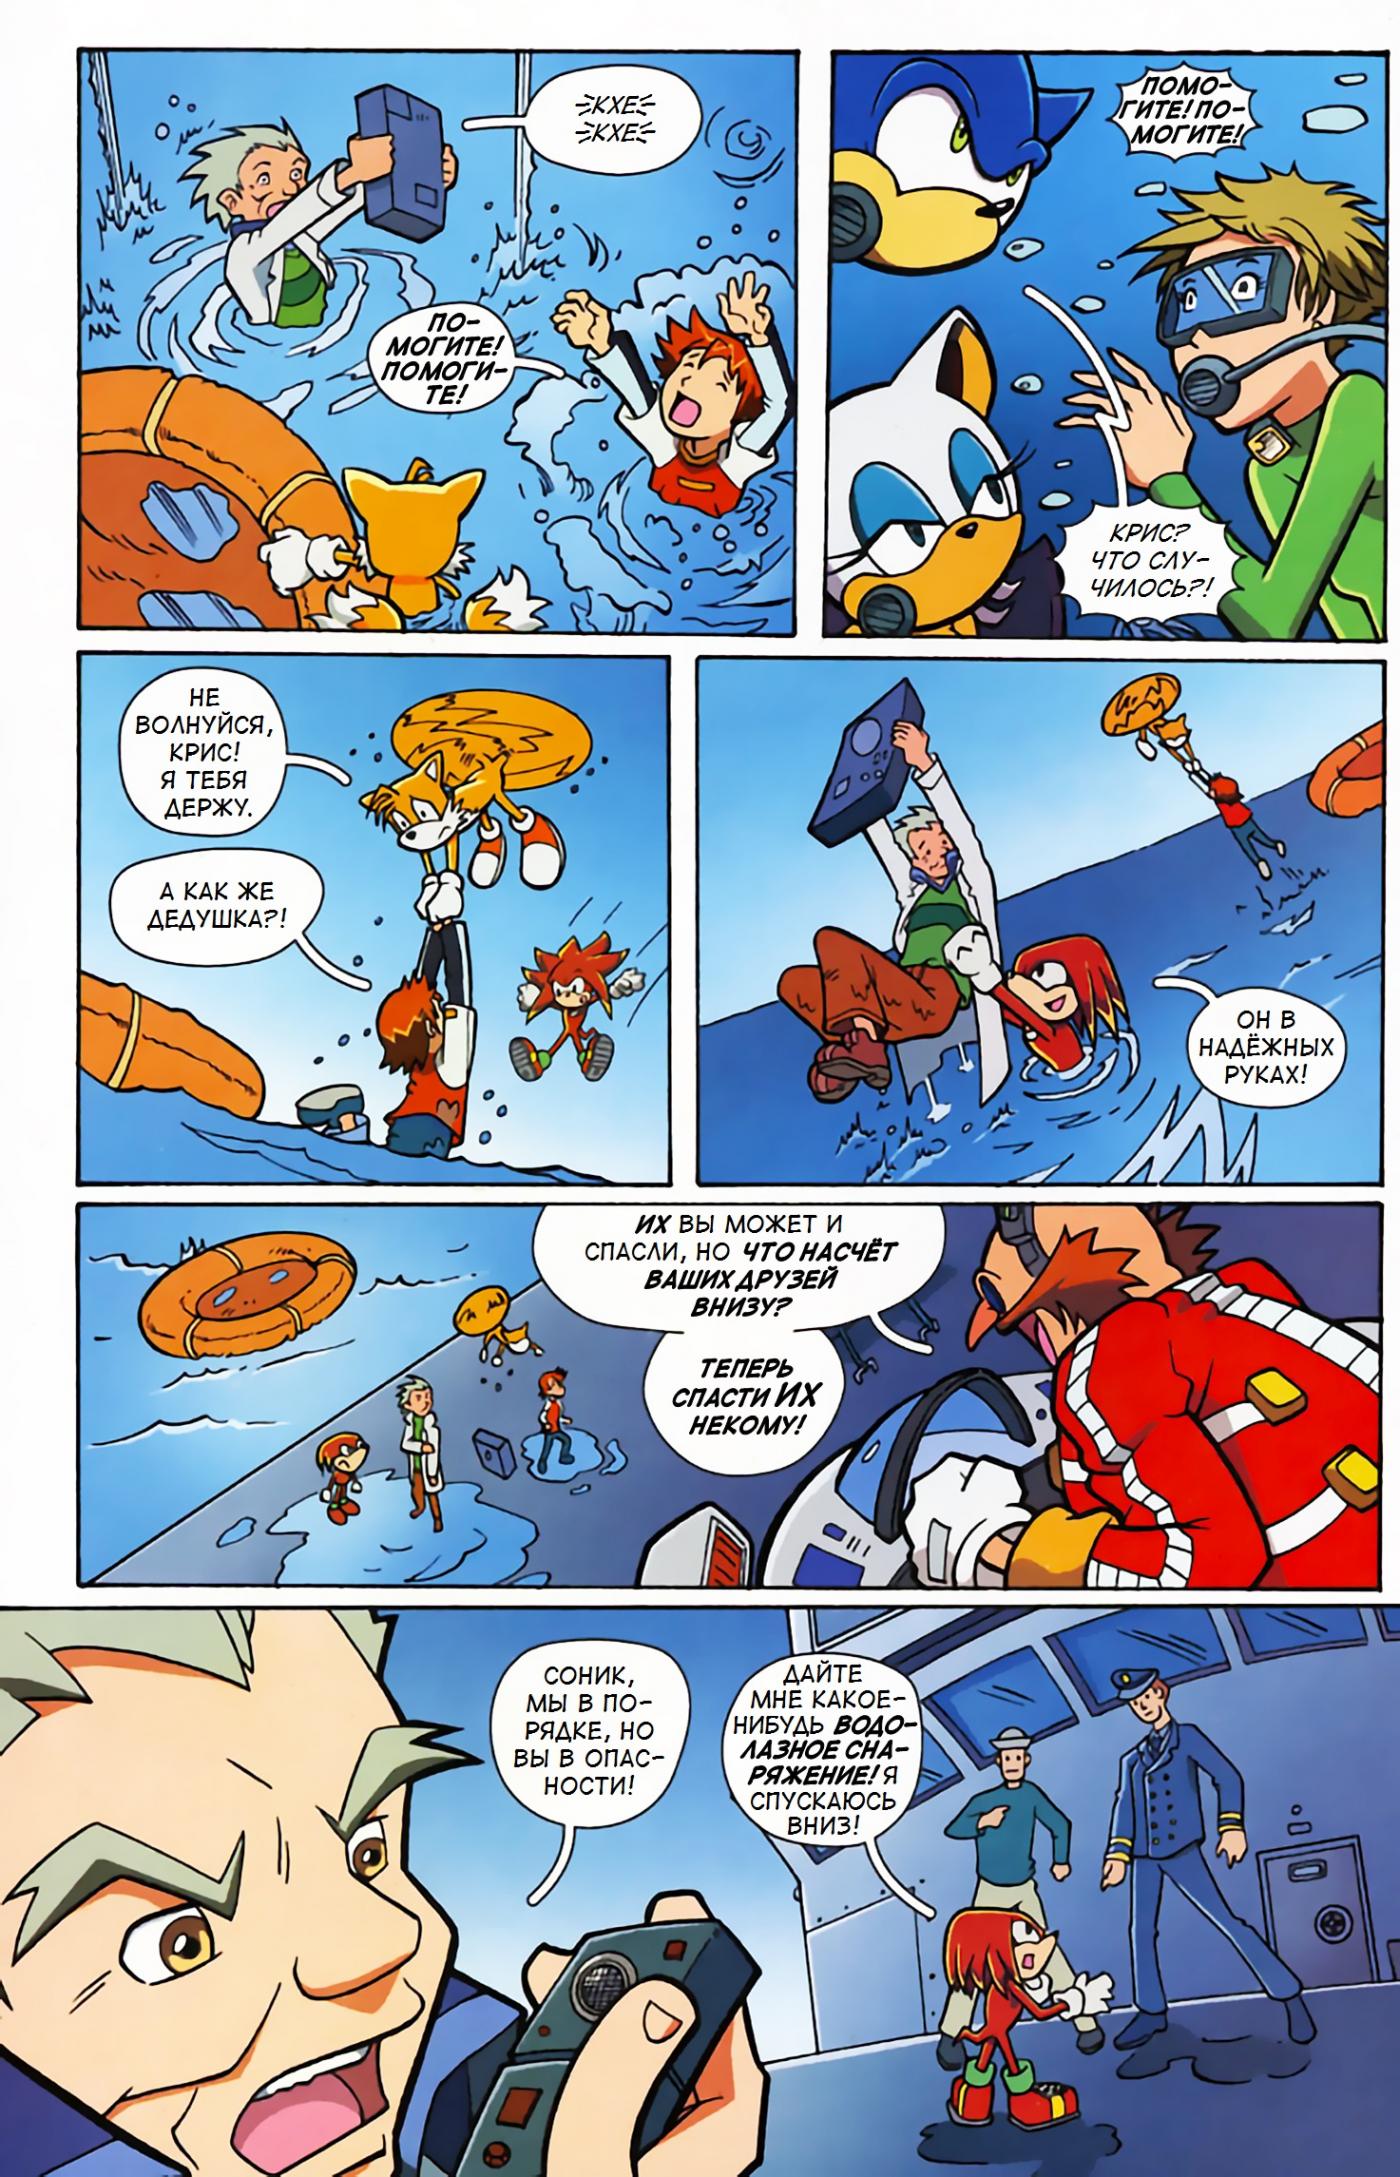 КХЕ
КХЕ
ПО-
МОГИТЕ!
ПОМОГИ-
ТЕ!
ПОМО-
ГИТЕ! ПО-
МОГИТЕ!
КРИС?
ЧТО СЛУ-
ЧИЛОСЬ?!
НЕ
ВОЛНУЙСЯ,
КРИС!
Я ТЕБЯ
ДЕРЖУ.
А КАК ЖЕ
ДЕДУШКА?!
ОН В
НАДЁЖНЫХ
РУКАХ!
ИХ ВЫ МОЖЕТ И
СПАСЛИ, НО ЧТО НАСЧЁТ
ВАШИХ ДРУЗЕЙ
ВНИЗУ?
ТЕПЕРЬ
СПАСТИ ИХ
НЕКОМУ!
СОНИК,
МЫ В ПО-
РЯДКЕ, НО
ВЫ В ОПАС-
НОСТИ!
ДАЙТЕ
МНЕ КАКОЕ-
НИБУДЬ ВОДО-
ЛАЗНОЕ СНА-
РЯЖЕНИЕ! Я
СПУСКАЮСЬ
ВНИЗ!